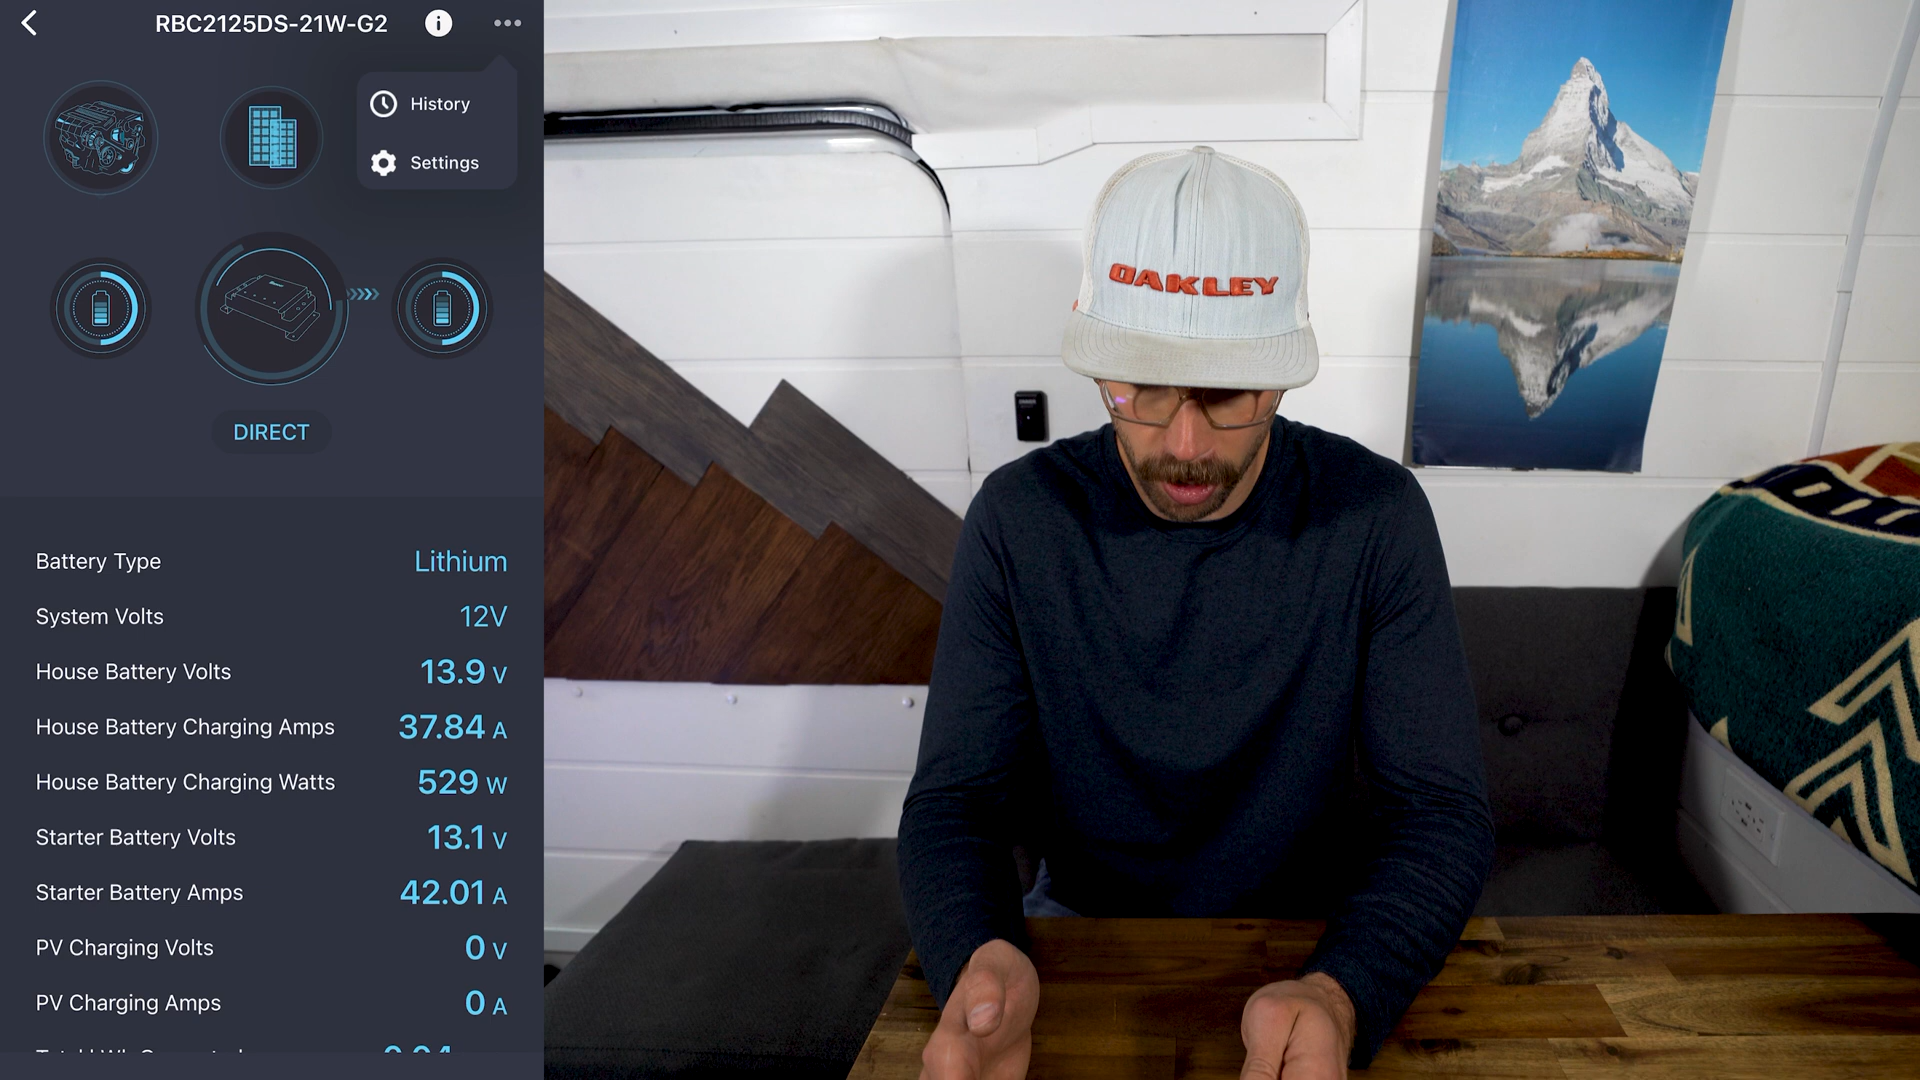 RBC2125DS-21W-G2
History
Settings
DIRECT
Battery Type Lithium
System Volts 12V
House Battery Volts 13.9 V
House Battery Charging Amps 37.84 A
House Battery Charging Watts 529 W
Starter Battery Volts 13.1 V
Starter Battery Amps 42.01 A
PV Charging Volts 0 V
PV Charging Amps 0 A
OAKLEY